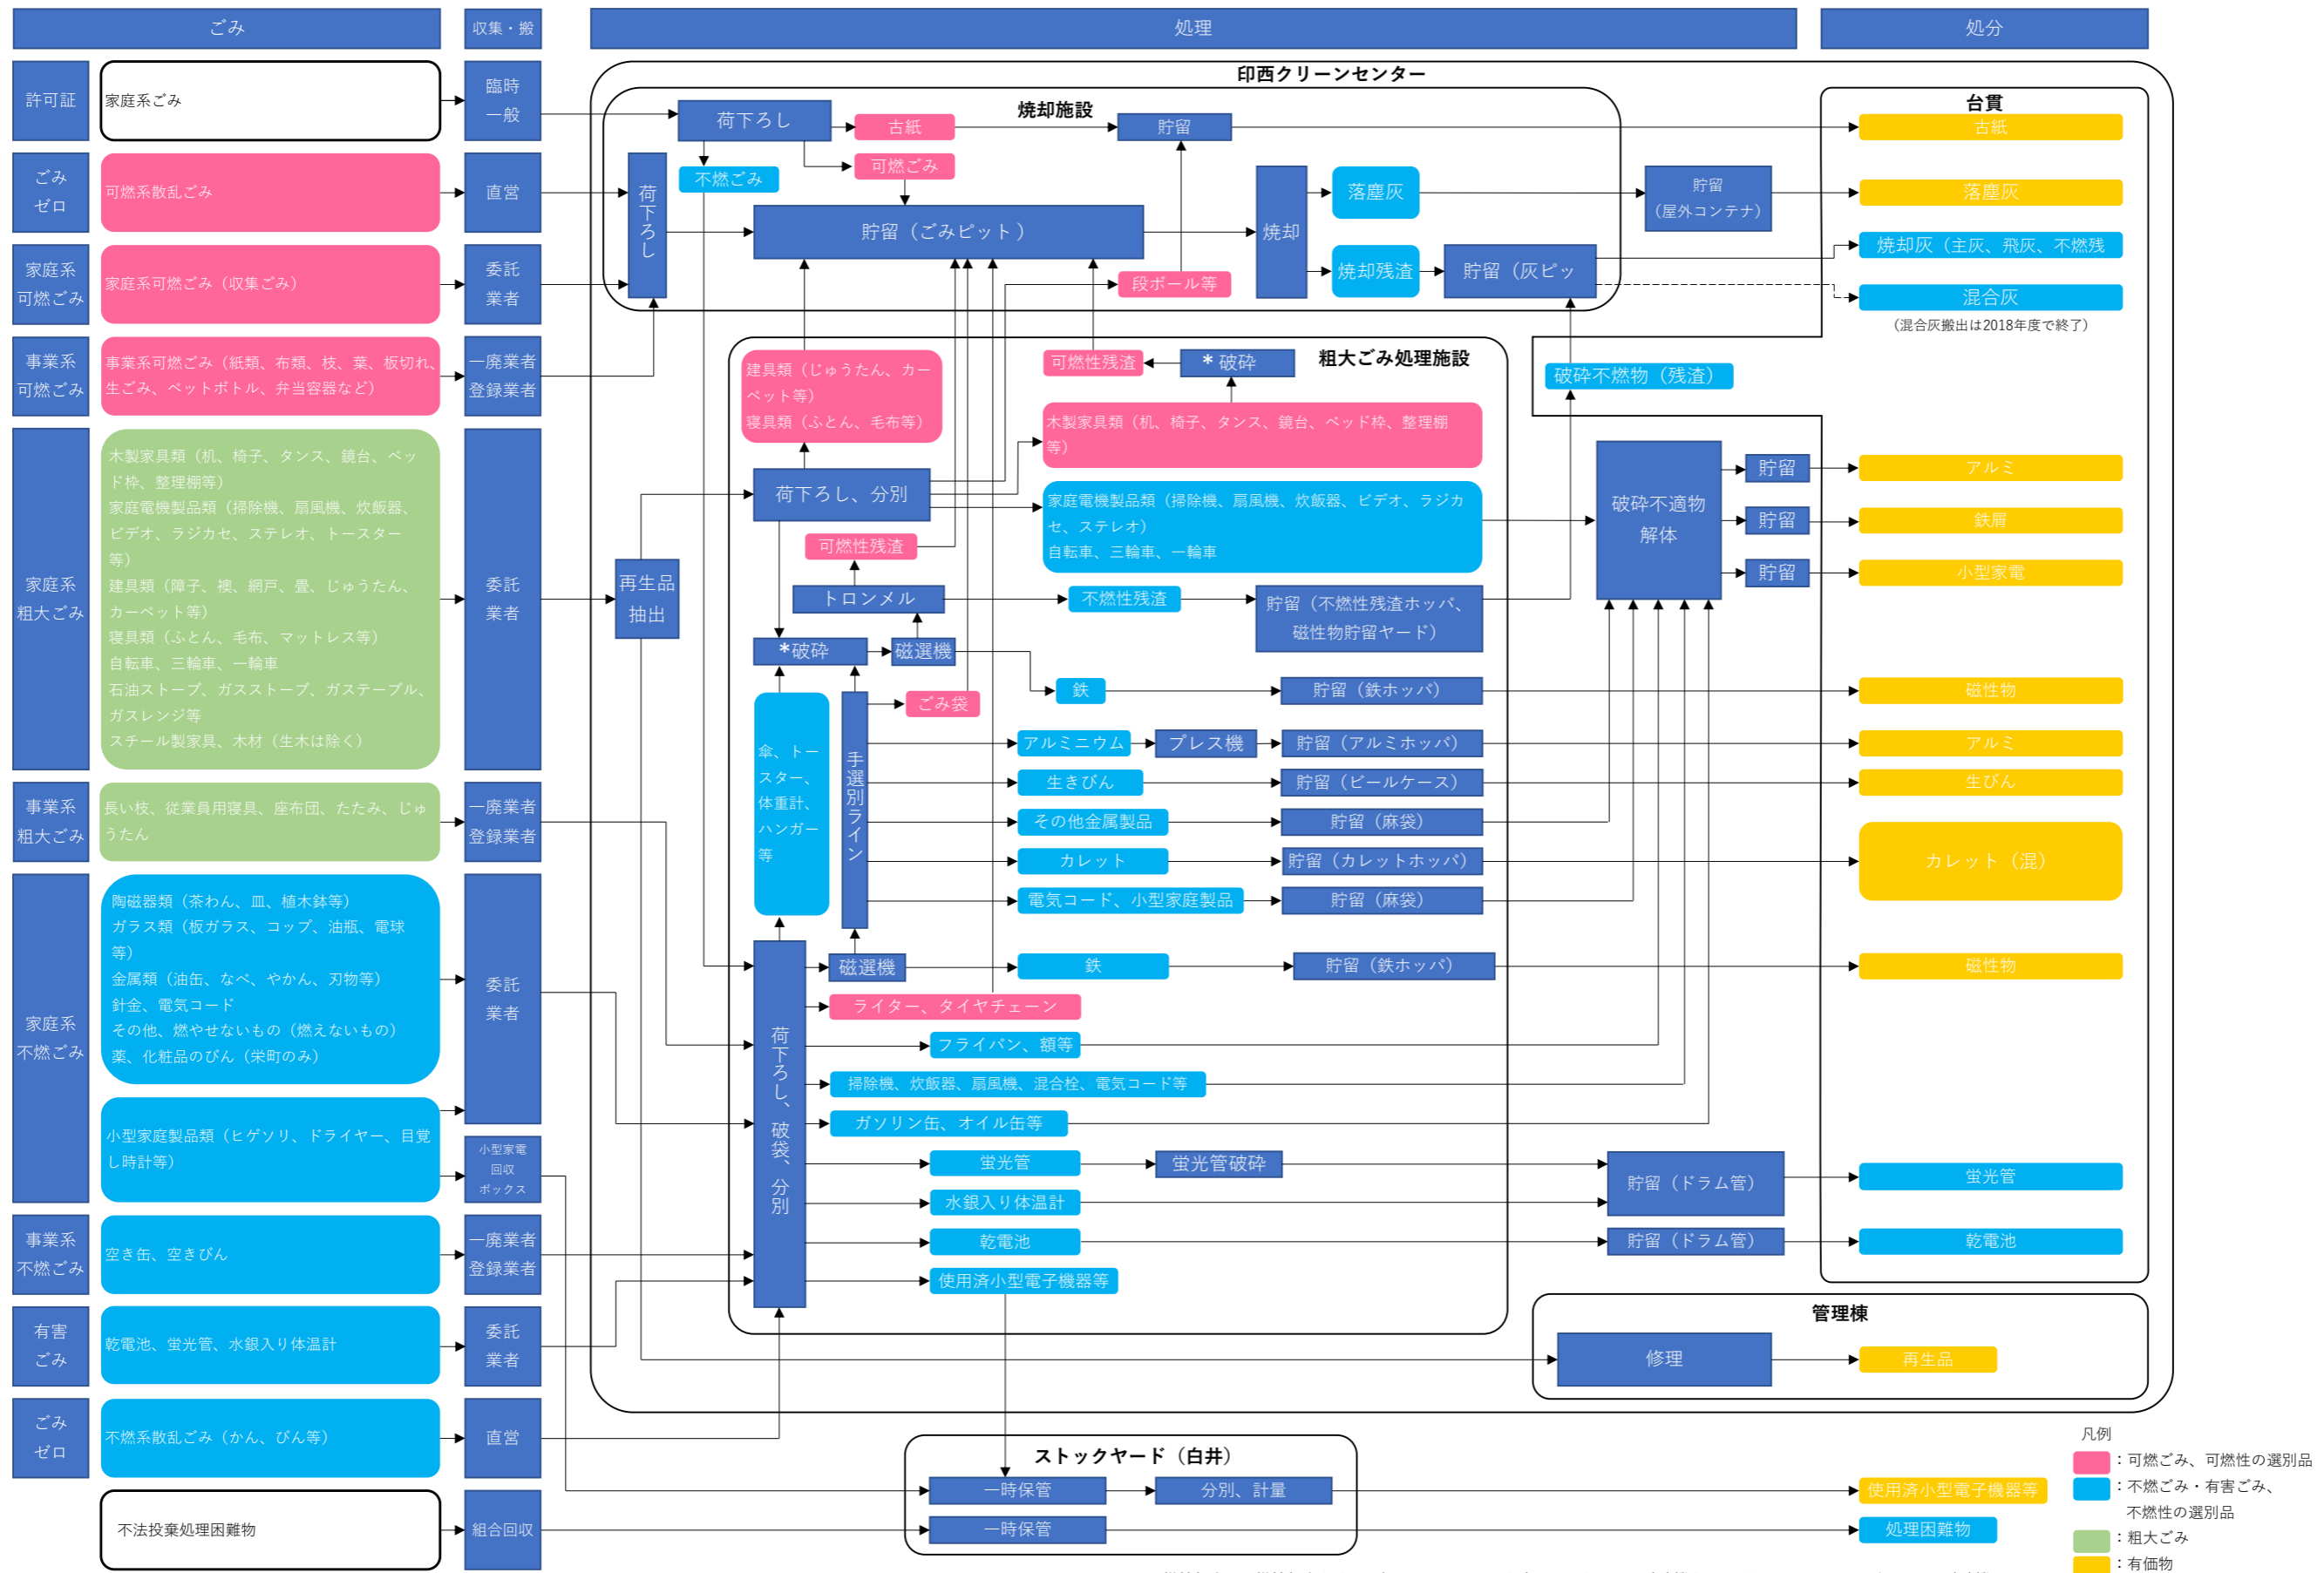 ごみ
収集・搬
処理
処分
許可証
家庭系ごみ
臨時
一般
ごみ
ゼロ
可燃系散乱ごみ
直営
家庭系
可燃ごみ
家庭系可燃ごみ（収集ごみ）
委託
業者
事業系
可燃ごみ
事業系可燃ごみ（紙類、布類、枝、葉、板切れ、
生ごみ、ペットボトル、弁当容器など）
一廃業者
登録業者
家庭系
粗大ごみ
木製家具類（机、椅子、タンス、鏡台、ベッ
ド枠、整理棚等）
家庭電機製品類（掃除機、扇風機、炊飯器、
ビデオ、ラジカセ、ステレオ、トースター
等）
建具類（障子、襖、網戸、畳、じゅうたん、
カーペット等）
寝具類（ふとん、毛布、マットレス等）
自転車、三輪車、一輪車
石油ストーブ、ガスストーブ、ガステーブル、
ガスレンジ等
スチール製家具、木材（生木は除く）
委託
業者
事業系
粗大ごみ
長い枝、従業員用寝具、座布団、たたみ、じゅ
うたん
一廃業者
登録業者
家庭系
不燃ごみ
陶磁器類（茶わん、皿、植木鉢等）
ガラス類（板ガラス、コップ、油瓶、電球
等）
金属類（油缶、なべ、やかん、刃物等）
針金、電気コード
その他、燃やせないもの（燃えないもの）
薬、化粧品のびん（栄町のみ）
委託
業者
小型家庭製品類（ヒゲソリ、ドライヤー、目覚
し時計等）
小型家電
回収
ボックス
事業系
不燃ごみ
空き缶、空きびん
一廃業者
登録業者
有害
ごみ
乾電池、蛍光管、水銀入り体温計
委託
業者
ごみ
ゼロ
不燃系散乱ごみ（かん、びん等）
直営
不法投棄処理困難物
組合回収
印西クリーンセンター
焼却施設
荷下ろし
古紙
貯留
可燃ごみ
不燃ごみ
荷下ろし
貯留（ごみピット）
焼却
落塵灰
焼却残渣
貯留（灰ピッ
段ボール等
貯留
（屋外コンテナ）
台貫
古紙
落塵灰
焼却灰（主灰、飛灰、不燃残
混合灰
（混合灰搬出は2018年度で終了）
粗大ごみ処理施設
建具類（じゅうたん、カー
ペット等）
寝具類（ふとん、毛布等）
可燃性残渣
＊破砕
木製家具類（机、椅子、タンス、鏡台、ベッド枠、整理棚
等）
破砕不燃物（残渣）
荷下ろし、分別
家庭電機製品類（掃除機、扇風機、炊飯器、ビデオ、ラジカ
セ、ステレオ）
自転車、三輪車、一輪車
破砕不適物
解体
貯留
アルミ
貯留
鉄屑
貯留
小型家電
再生品
抽出
可燃性残渣
トロンメル
不燃性残渣
貯留（不燃性残渣ホッパ、
磁性物貯留ヤード）
＊破砕
磁選機
鉄
貯留（鉄ホッパ）
磁性物
ごみ袋
傘、トー
スター、
体重計、
ハンガー
等
手選別ライン
アルミニウム
プレス機
貯留（アルミホッパ）
アルミ
生きびん
貯留（ビールケース）
生びん
その他金属製品
貯留（麻袋）
カレット
貯留（カレットホッパ）
カレット（混）
電気コード、小型家庭製品
貯留（麻袋）
磁選機
鉄
貯留（鉄ホッパ）
磁性物
荷下ろし、破袋、分別
ライター、タイヤチェーン
フライパン、額等
掃除機、炊飯器、扇風機、混合栓、電気コード等
ガソリン缶、オイル缶等
蛍光管
蛍光管破砕
貯留（ドラム管）
蛍光管
水銀入り体温計
乾電池
貯留（ドラム管）
乾電池
使用済小型電子機器等
管理棟
修理
再生品
ストックヤード（白井）
一時保管
分別、計量
使用済小型電子機器等
一時保管
処理困難物
凡例
：可燃ごみ、可燃性の選別品
：不燃ごみ・有害ごみ、
不燃性の選別品
：粗大ごみ
：有価物